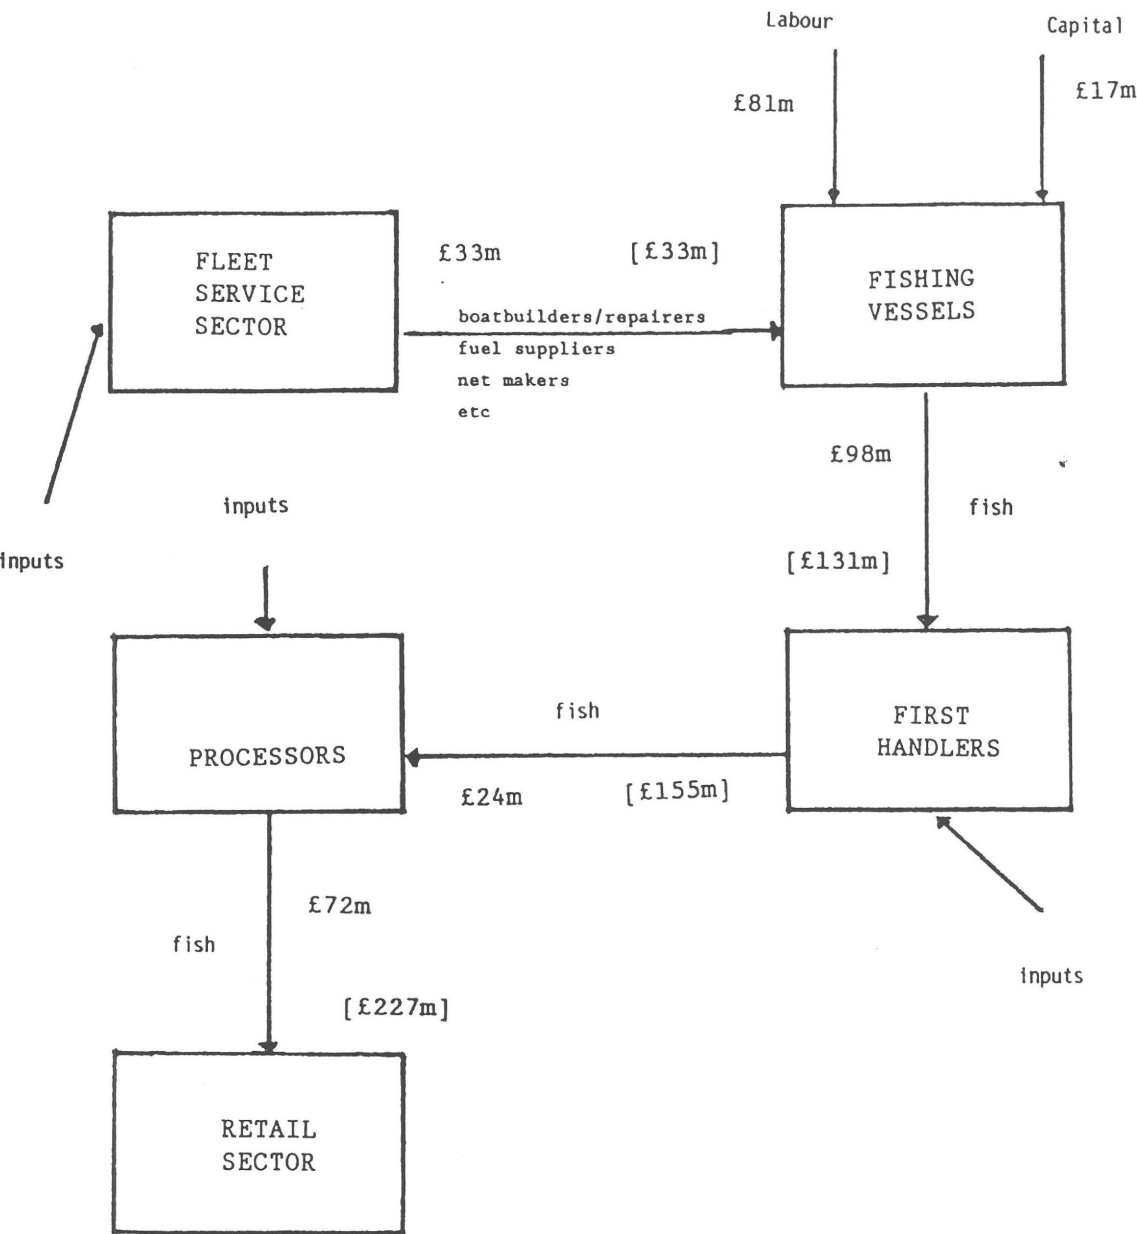 Labour
Capital
£81m
£17m
FLEET
SERVICE
SECTOR
£33m [£33m]
boatbuilders/repairers
fuel suppliers
net makers
etc
FISHING
VESSELS
£98m
fish
[£131m]
inputs
inputs
PROCESSORS
fish
£24m [£155m]
FIRST
HANDLERS
£72m
fish
[£227m]
inputs
RETAIL
SECTOR